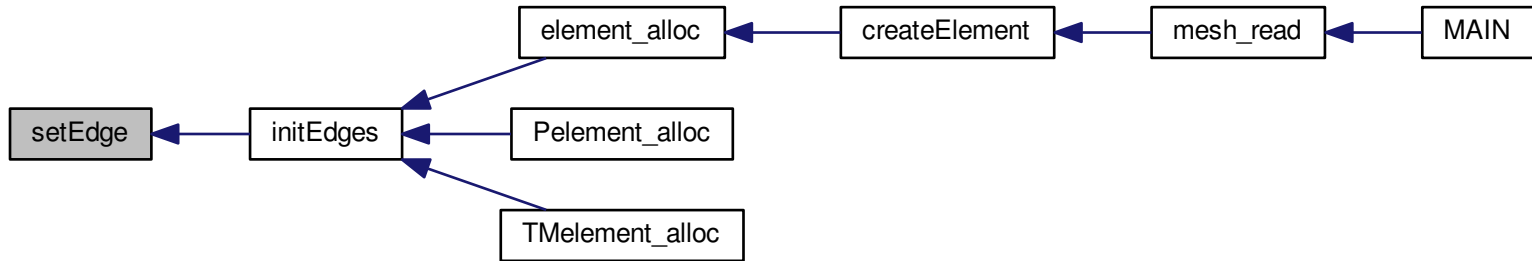 element_alloc
createElement
mesh_read
MAIN
setEdge
initEdges
Pelement_alloc
TMelement_alloc